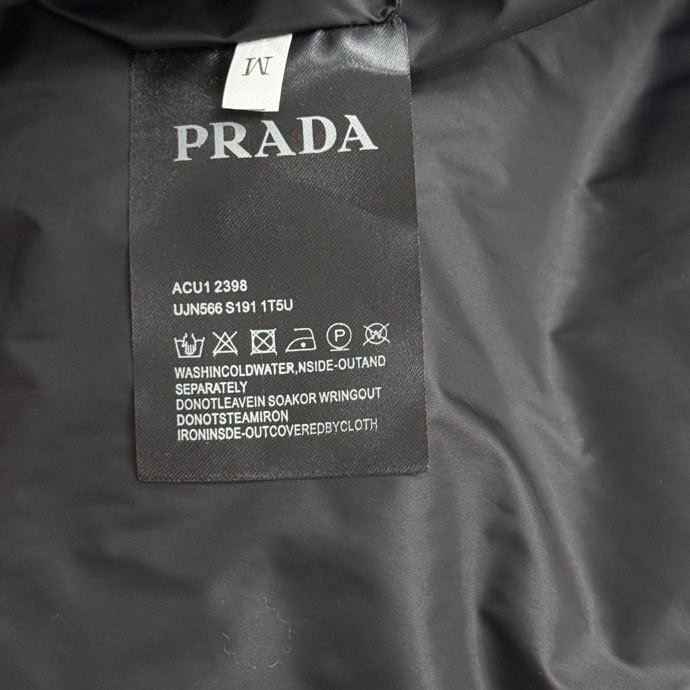 M
PRADA
ACU1 2398
UJN566 S191 1T5U
P W
WASHINCOLDWATER,NSIDE-OUTAND
SEPARATELY
DONOTLEAVEIN SOAKOR WRINGOUT
DONOTSTEAMIRON
IRONINSDE-OUTCOVEREDBYCLOTH